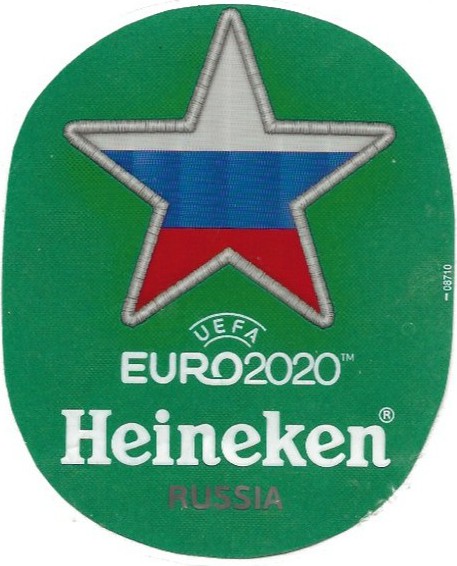 UEFA
EURO2020™
Heineken®
RUSSIA
– 08710